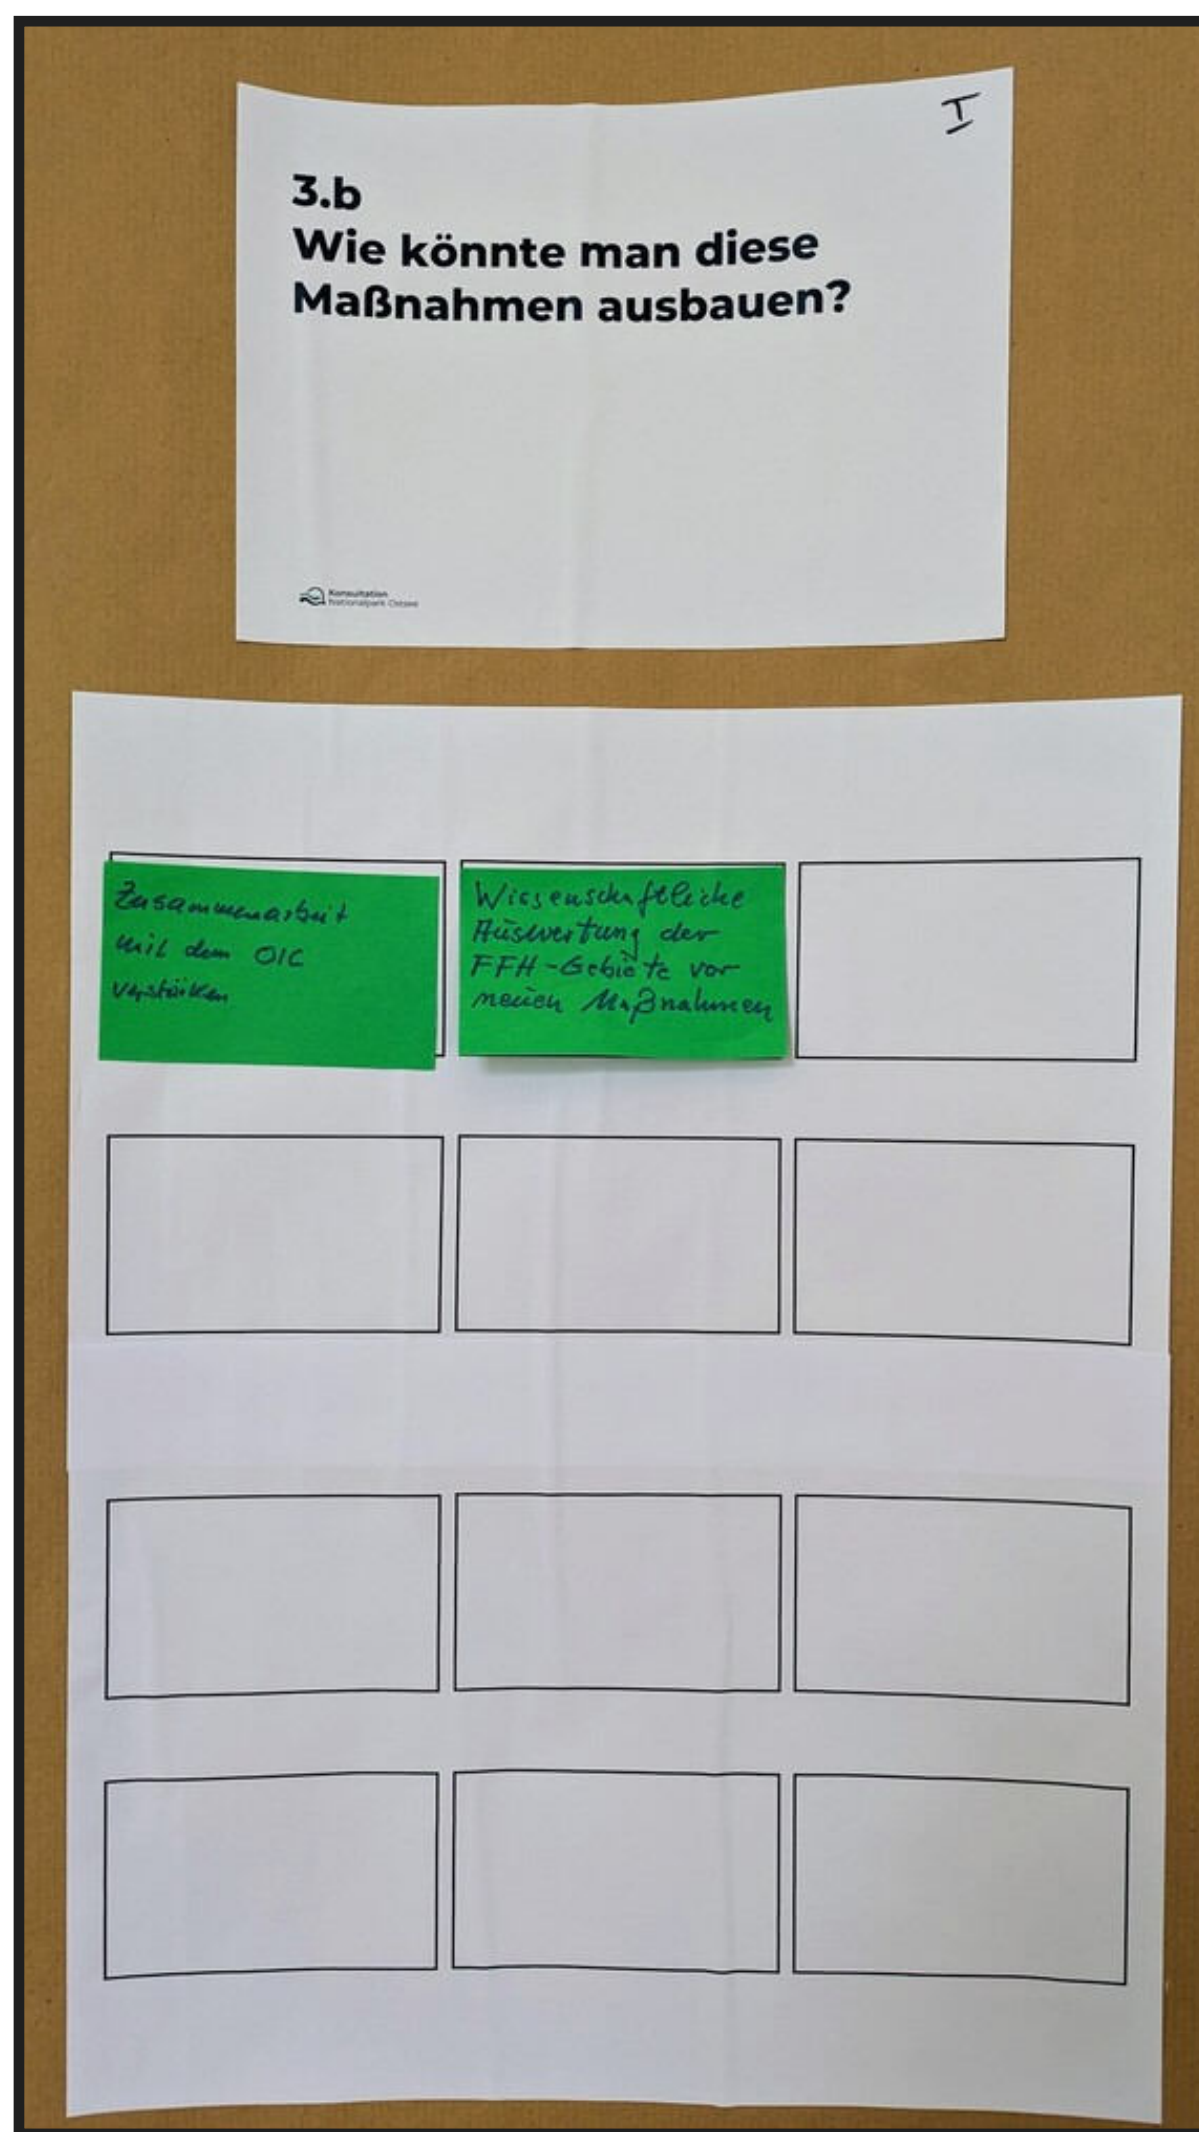 I
3.b
Wie könnte man diese
Maßnahmen ausbauen?
Konsultation
Nationalpark Ostsee
Zusammenarbeit
mit dem OIC
verstärken
Wissenschaftliche
Auswertung der
FFH-Gebiete vor
neuen Maßnahmen